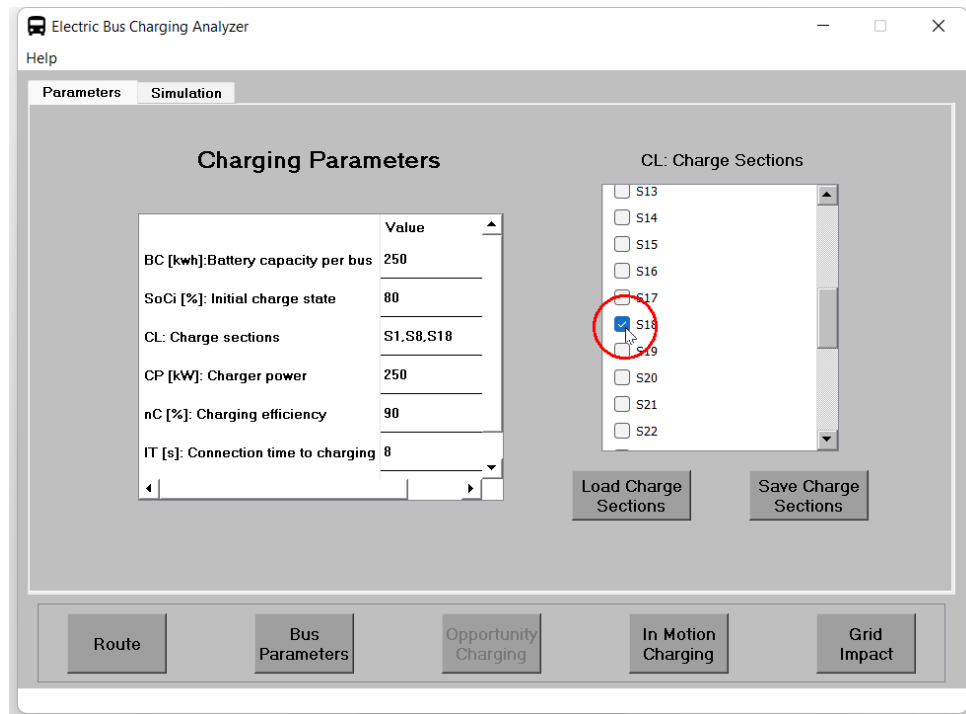 Electric Bus Charging Analyzer
Help
Parameters Simulation
Charging Parameters
Value
BC [kwh]:Battery capacity per bus 250
SoCi [%]: Initial charge state 80
CL: Charge sections S1,S8,S18
CP [kW]: Charger power 250
nC [%]: Charging efficiency 90
IT [s]: Connection time to charging 8
CL: Charge Sections
S13
S14
S15
S16
S17
S18
S19
S20
S21
S22
Load Charge
Sections
Save Charge
Sections
Route
Bus
Parameters
Opportunity
Charging
In Motion
Charging
Grid
Impact